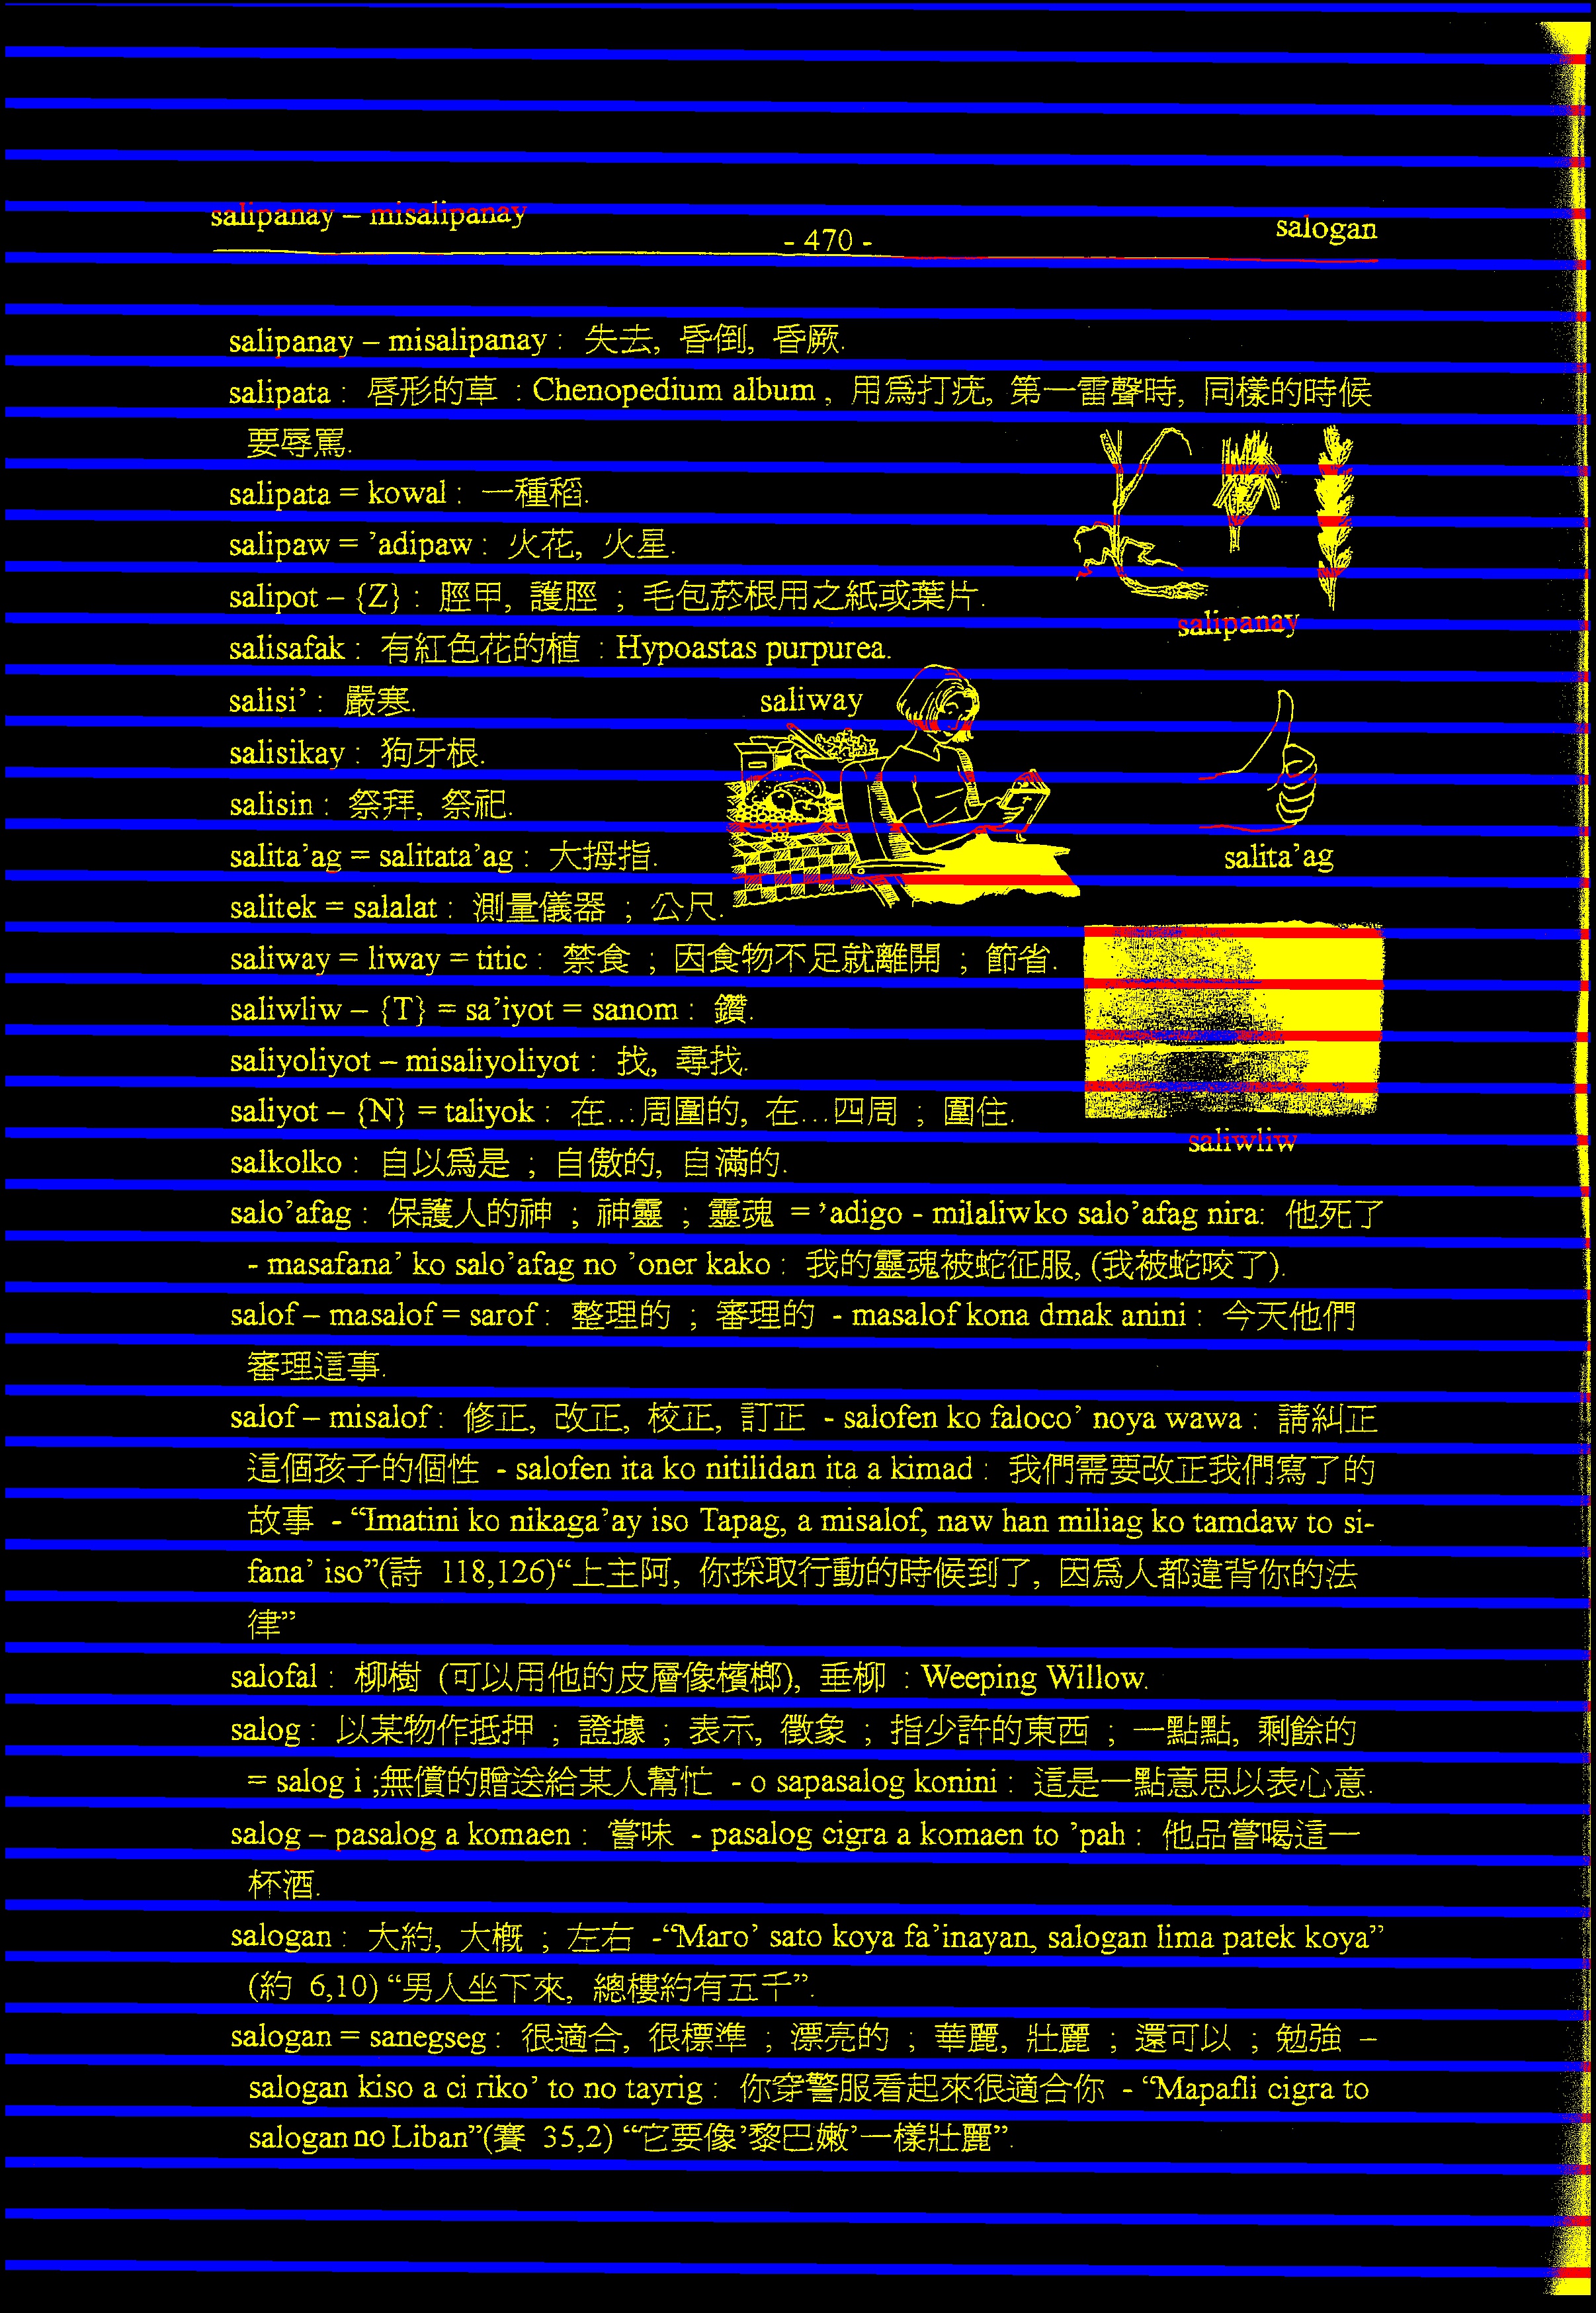 salipanay – misalipanay
- 470 -
salogan
salipanay – misalipanay : 失去, 昏倒, 昏厥.
salipata : 唇形的草 : Chenopedium album , 用爲打疣, 第一雷聲時, 同樣的時候
要辱罵.
salipata = kowal : 一種稻.
salipaw = ’adipaw : 火花, 火星.
salipot – {Z} : 脛甲, 護脛 ; 毛包菸根用之紙或葉片.
salipanay
salisafak : 有紅色花的植 : Hypoastas purpurea.
salisi’ : 嚴寒.
saliway
salisikay : 狗牙根.
salisin : 祭拜, 祭祀.
salita’ag = salitata’ag : 大拇指.
salita’ag
salitek = salalat : 測量儀器 ; 公尺.
saliway = liway = titic : 禁食 ; 因食物不足就離開 ; 節省.
saliwliw – {T} = sa’iyot = sanom : 鑽.
saliyoliyot – misaliyoliyot : 找, 尋找.
saliyot – {N} = taliyok : 在…周圍的, 在…四周 ; 圍住.
saliwliw
salkolko : 自以爲是 ; 自傲的, 自滿的.
salo’afag : 保護人的神 ; 神靈 ; 靈魂 = ’adigo - milaliw ko salo’afag nira: 他死了
- masafana’ ko salo’afag no ’oner kako : 我的靈魂被蛇征服, (我被蛇咬了).
salof – masalof = sarof : 整理的 ; 審理的 - masalof kona dmak anini : 今天他們
審理這事.
salof – misalof : 修正, 改正, 校正, 訂正 - salofen ko faloco’ noya wawa : 請糾正
這個孩子的個性 - salofen ita ko nitilidan ita a kimad : 我們需要改正我們寫了的
故事 - “Imatini ko nikaga’ay iso Tapag, a misalof, naw han miliag ko tamdaw to si-
fana’ iso”(詩 118,126)“上主阿, 你採取行動的時候到了, 因爲人都違背你的法
律”
salofal : 柳樹 (可以用他的皮層像檳榔), 垂柳 : Weeping Willow.
salog : 以某物作抵押 ; 證據 ; 表示, 徵象 ; 指少許的東西 ; 一點點, 剩餘的
= salog i ;無償的贈送給某人幫忙 - o sapasalog konini : 這是一點意思以表心意.
salog – pasalog a komaen : 嘗味 - pasalog cigra a komaen to ’pah : 他品嘗喝這一
杯酒.
salogan : 大約, 大概 ; 左右 -“Maro’ sato koya fa’inayan, salogan lima patek koya”
(約 6,10) “男人坐下來, 總樓約有五千”.
salogan = sanegseg : 很適合, 很標準 ; 漂亮的 ; 華麗, 壯麗 ; 還可以 ; 勉強 –
salogan kiso a ci riko’ to no tayrig : 你穿警服看起來很適合你 - “Mapafli cigra to
salogan no Liban”(賽 35,2) “它要像’黎巴嫩’一樣壯麗”.